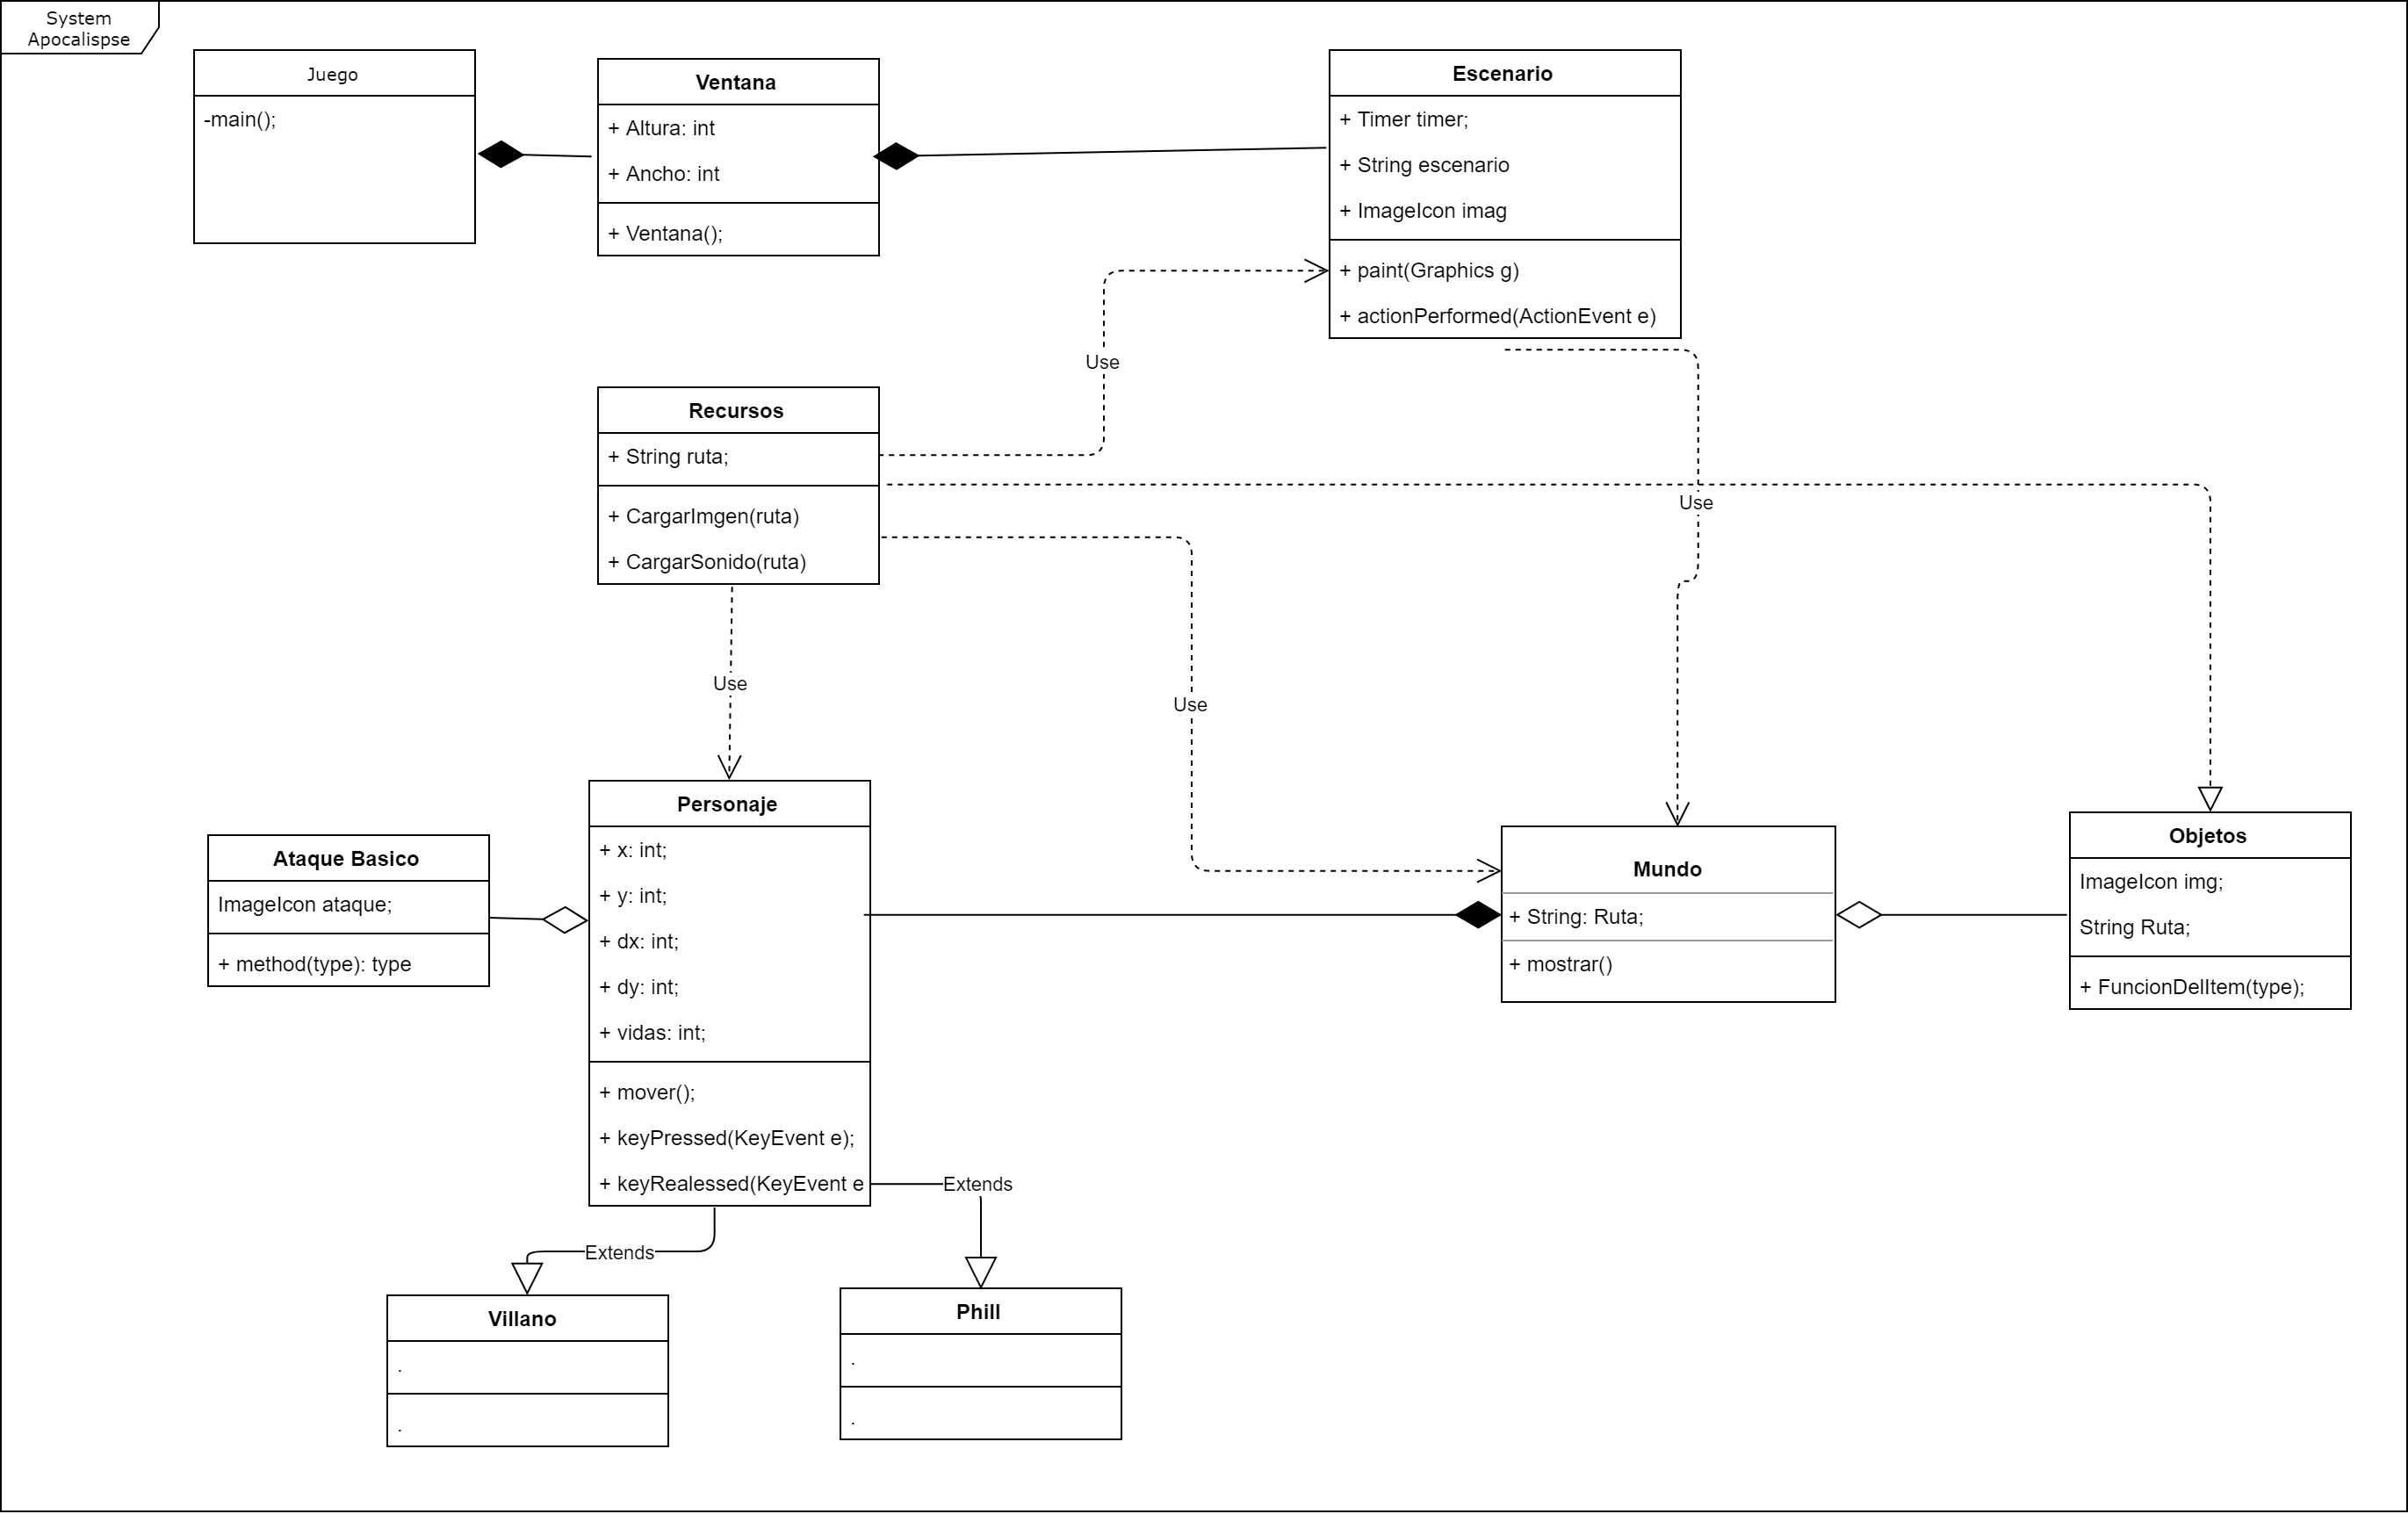 System
Apocalispse
Juego
-main();
Ventana
+ Altura: int
+ Ancho: int
+ Ventana();
Escenario
+ Timer timer;
+ String escenario
+ ImageIcon imag
+ paint(Graphics g)
+ actionPerformed(ActionEvent e)
Use
Recursos
+ String ruta;
+ CargarImgen(ruta)
+ CargarSonido(ruta)
Use
Use
Use
Personaje
+ x: int;
+ y: int;
+ dx: int;
+ dy: int;
+ vidas: int;
+ mover();
+ keyPressed(KeyEvent e);
+ keyRealessed(KeyEvent e
Ataque Basico
ImageIcon ataque;
+ method(type): type
Mundo
+ String: Ruta;
+ mostrar()
Objetos
ImageIcon img;
String Ruta;
+ FuncionDelItem(type);
Extends
Extends
Villano
.
.
Phill
.
.